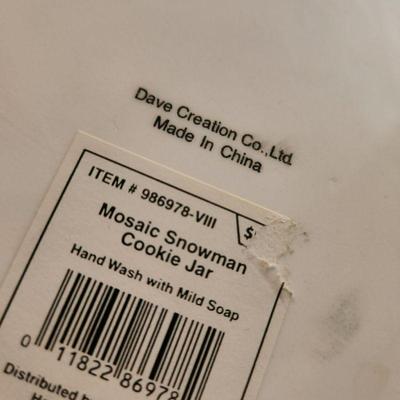 Dave Creation Co.,Ltd.
Made In China
ITEM # 986978-VIII
$
Mosaic Snowman
Cookie Jar
Hand Wash with Mild Soap
0 11822 86978
Distributed